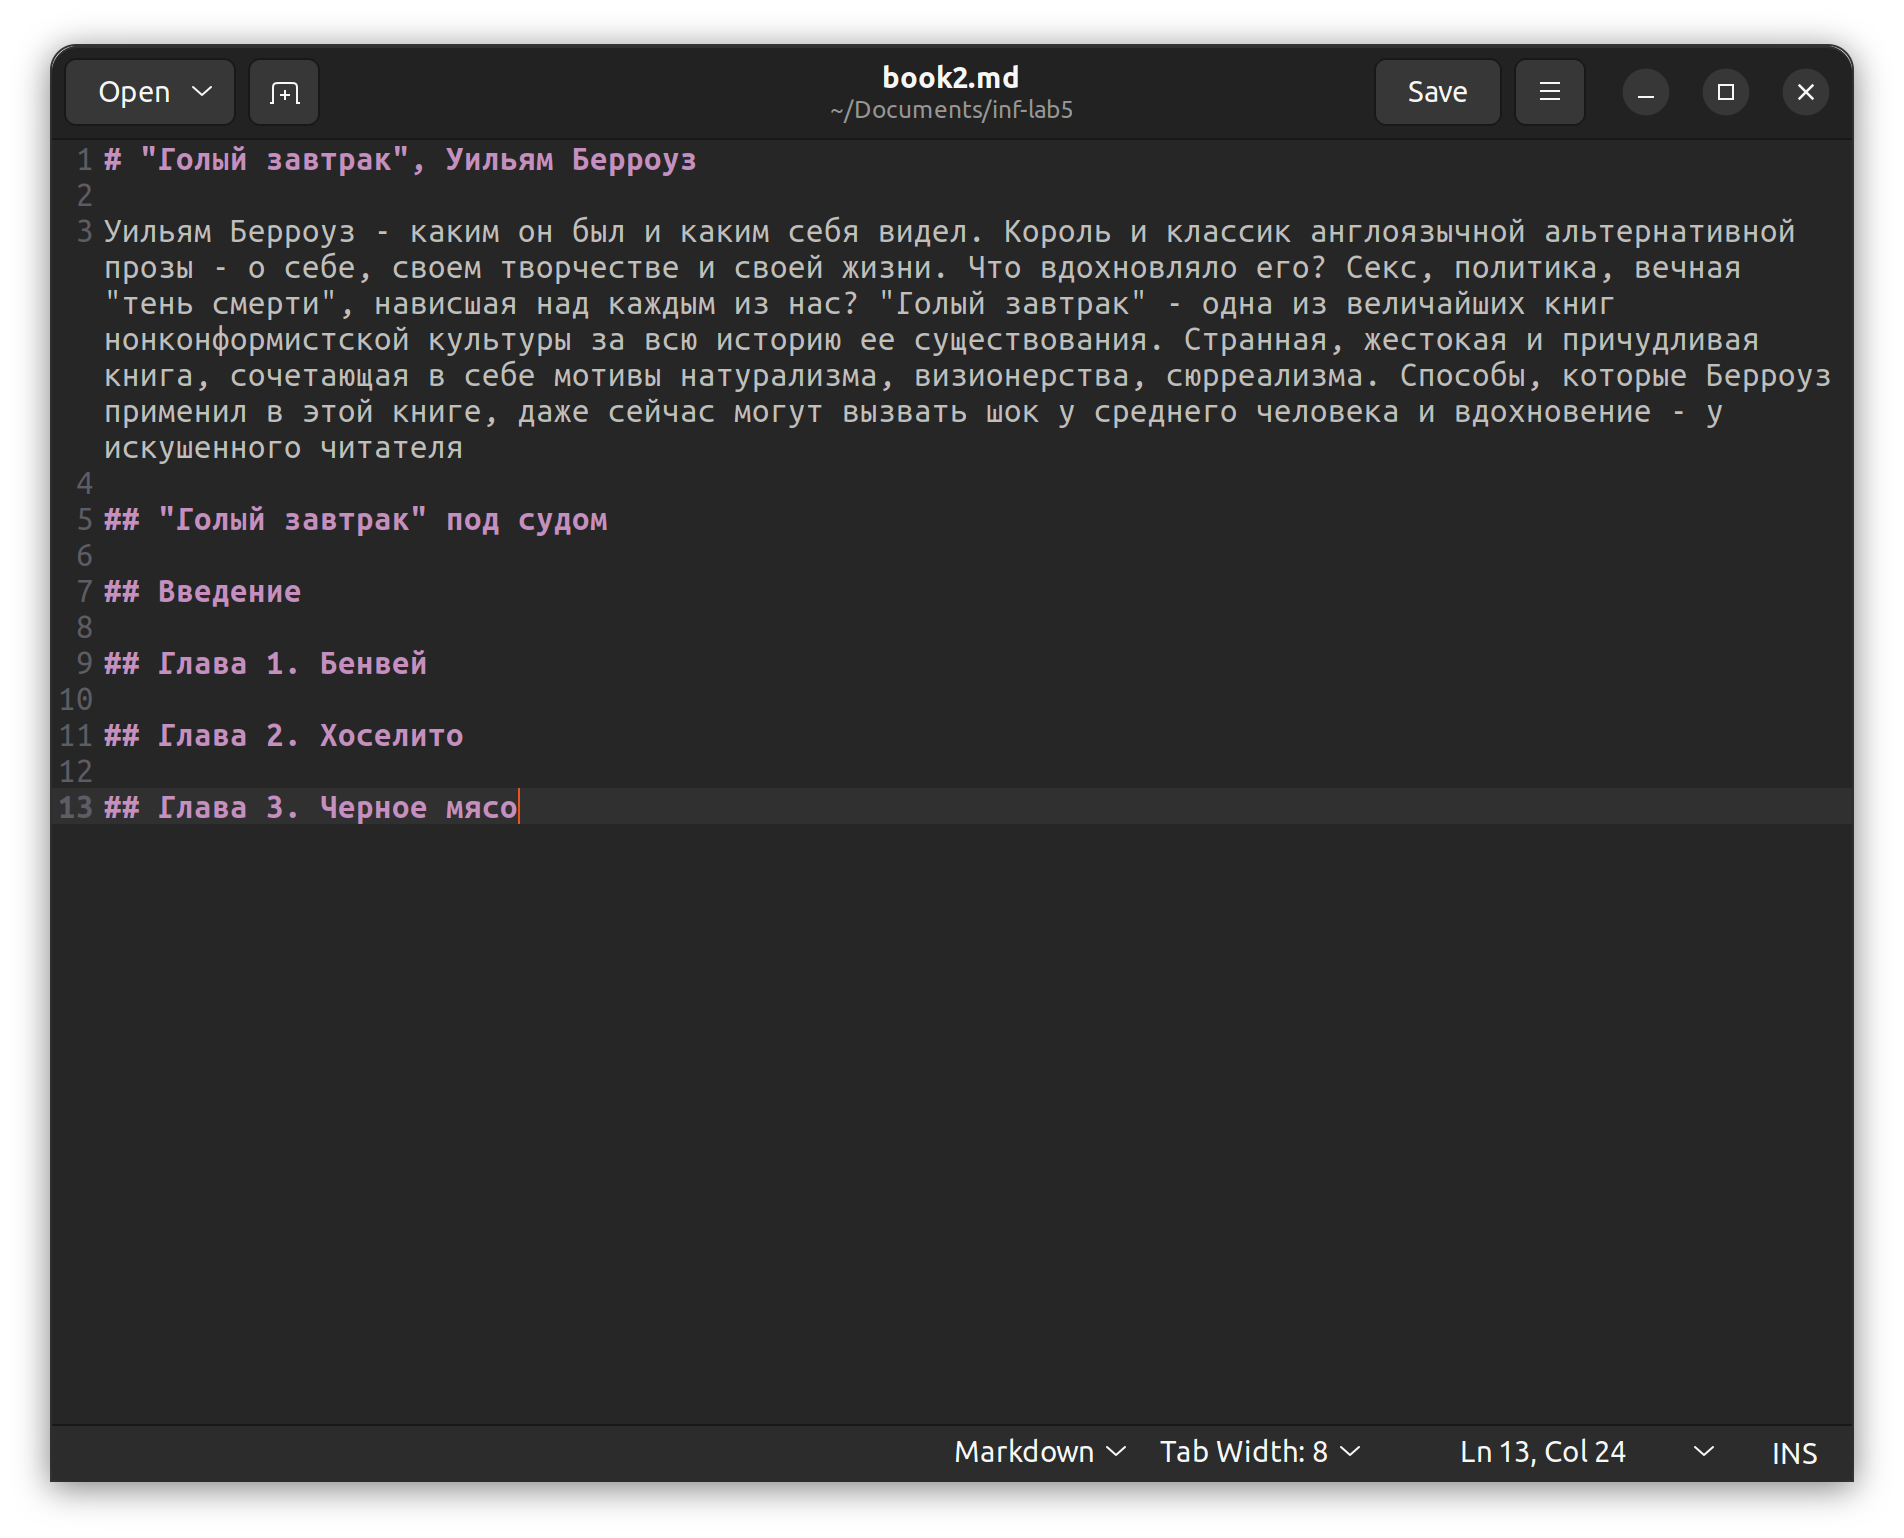 Open
book2.md
~/Documents/inf-lab5
Save
1 # "Голый завтрак", Уильям Берроуз
2
3 Уильям Берроуз - каким он был и каким себя видел. Король и классик англоязычной альтернативной
прозы - о себе, своем творчестве и своей жизни. Что вдохновляло его? Секс, политика, вечная
"тень смерти", нависшая над каждым из нас? "Голый завтрак" - одна из величайших книг
нонконформистской культуры за всю историю ее существования. Странная, жестокая и причудливая
книга, сочетающая в себе мотивы натурализма, визионерства, сюрреализма. Способы, которые Берроуз
применил в этой книге, даже сейчас могут вызвать шок у среднего человека и вдохновение - у
искушенного читателя
4
5 ## "Голый завтрак" под судом
6
7 ## Введение
8
9 ## Глава 1. Бенвей
10
11 ## Глава 2. Хоселито
12
13 ## Глава 3. Черное мясо
Markdown Tab Width: 8 Ln 13, Col 24 INS